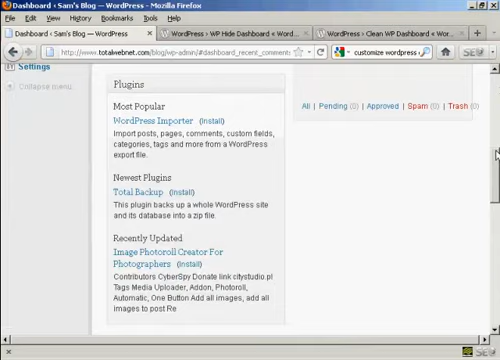 Dashboard ‹ Sam's Blog — WordPress - Mozilla Firefox
File Edit View History Bookmarks Tools Help
Dashboard ‹ Sam's Blog — WordPress
WordPress › WP Hide Dashboard « Word...
WordPress › Clean WP Dashboard « Wor...
http://www.totalwebnet.com/blog/wp-admin/#dashboard_recent_comments
customize wordpress
Settings
Collapse menu
Plugins
All | Pending (0) | Approved | Spam (0) | Trash (0)
Most Popular
WordPress Importer (Install)
Import posts, pages, comments, custom fields,
categories, tags and more from a WordPress
export file.
Newest Plugins
Total Backup (Install)
This plugin backs up a whole WordPress site
and its database into a zip file.
Recently Updated
Image Photoroll Creator For
Photographers (Install)
Contributors CyberSpy Donate link citystudio pl
Tags Media Uploader, Addon, Photoroll,
Automatic, One Button Add all images, add all
images to post Re